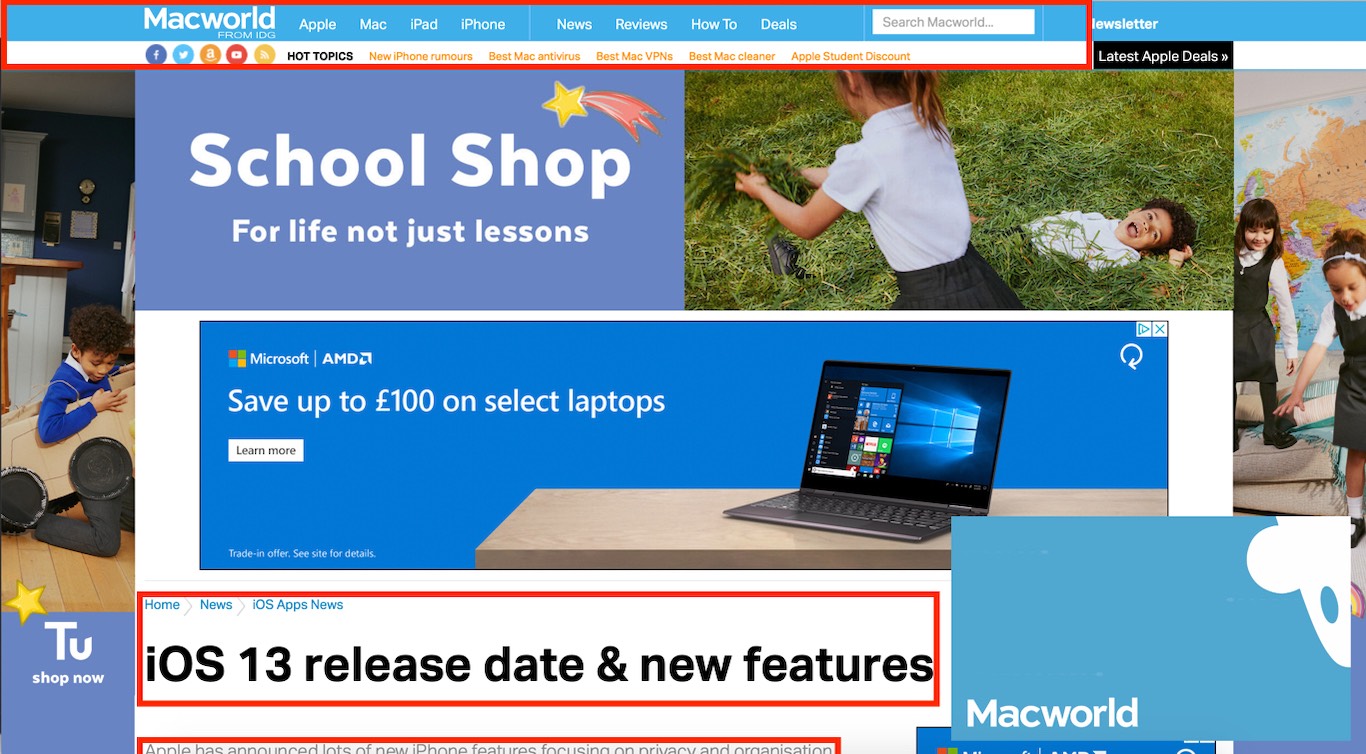 Macworld
FROM IDG
Apple Mac iPad iPhone News Reviews How To Deals Search Macworld... Newsletter
HOT TOPICS New iPhone rumours Best Mac antivirus Best Mac VPNs Best Mac cleaner Apple Student Discount Latest Apple Deals »
School Shop
For life not just lessons
Microsoft | AMD
Save up to £100 on select laptops
Learn more
Trade-in offer. See site for details.
Home News iOS Apps News
iOS 13 release date & new features
Tu
shop now
Macworld
Apple has announced lots of new iPhone features focusing on privacy and organisation
Microsoft | AMD